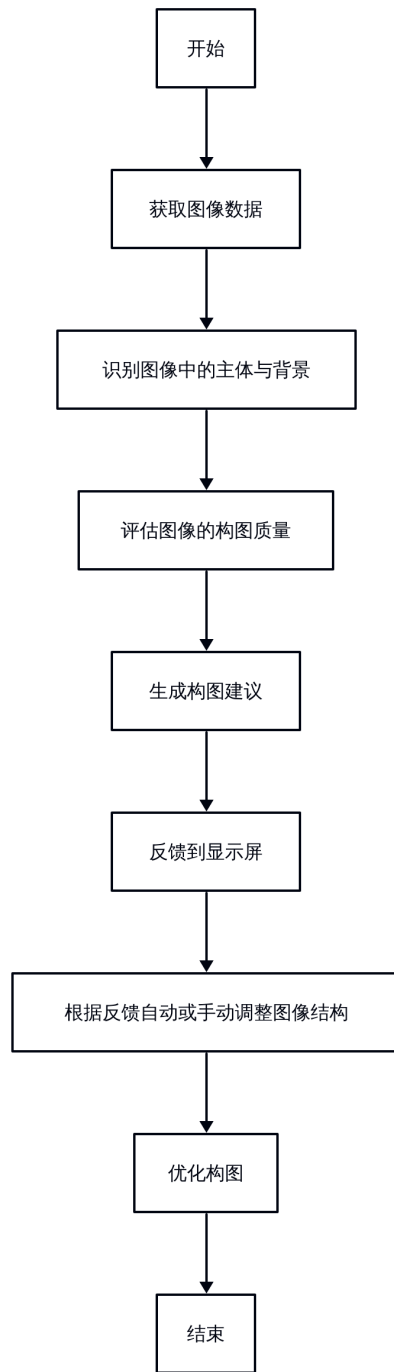 开始
获取图像数据
识别图像中的主体与背景
评估图像的构图质量
生成构图建议
反馈到显示屏
根据反馈自动或手动调整图像结构
优化构图
结束